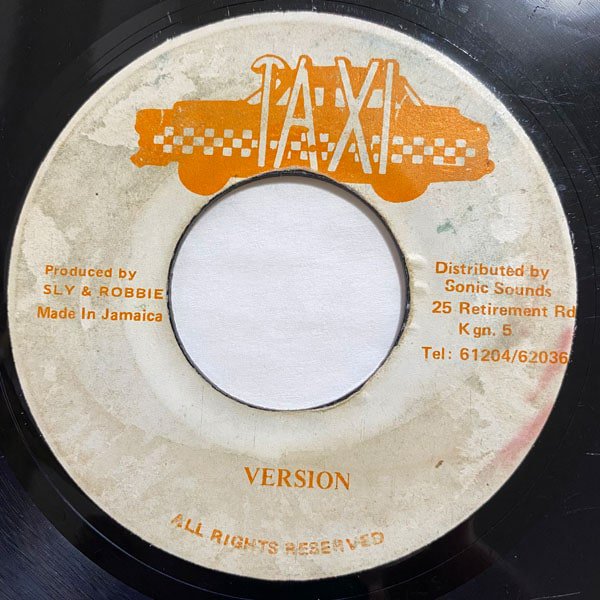 TAXI
Produced by
SLY & ROBBIE
Made In Jamaica
Distributed by
Sonic Sounds
25 Retirement Rd
Kgn. 5
Tel: 61204/62036
VERSION
ALL RIGHTS RESERVED